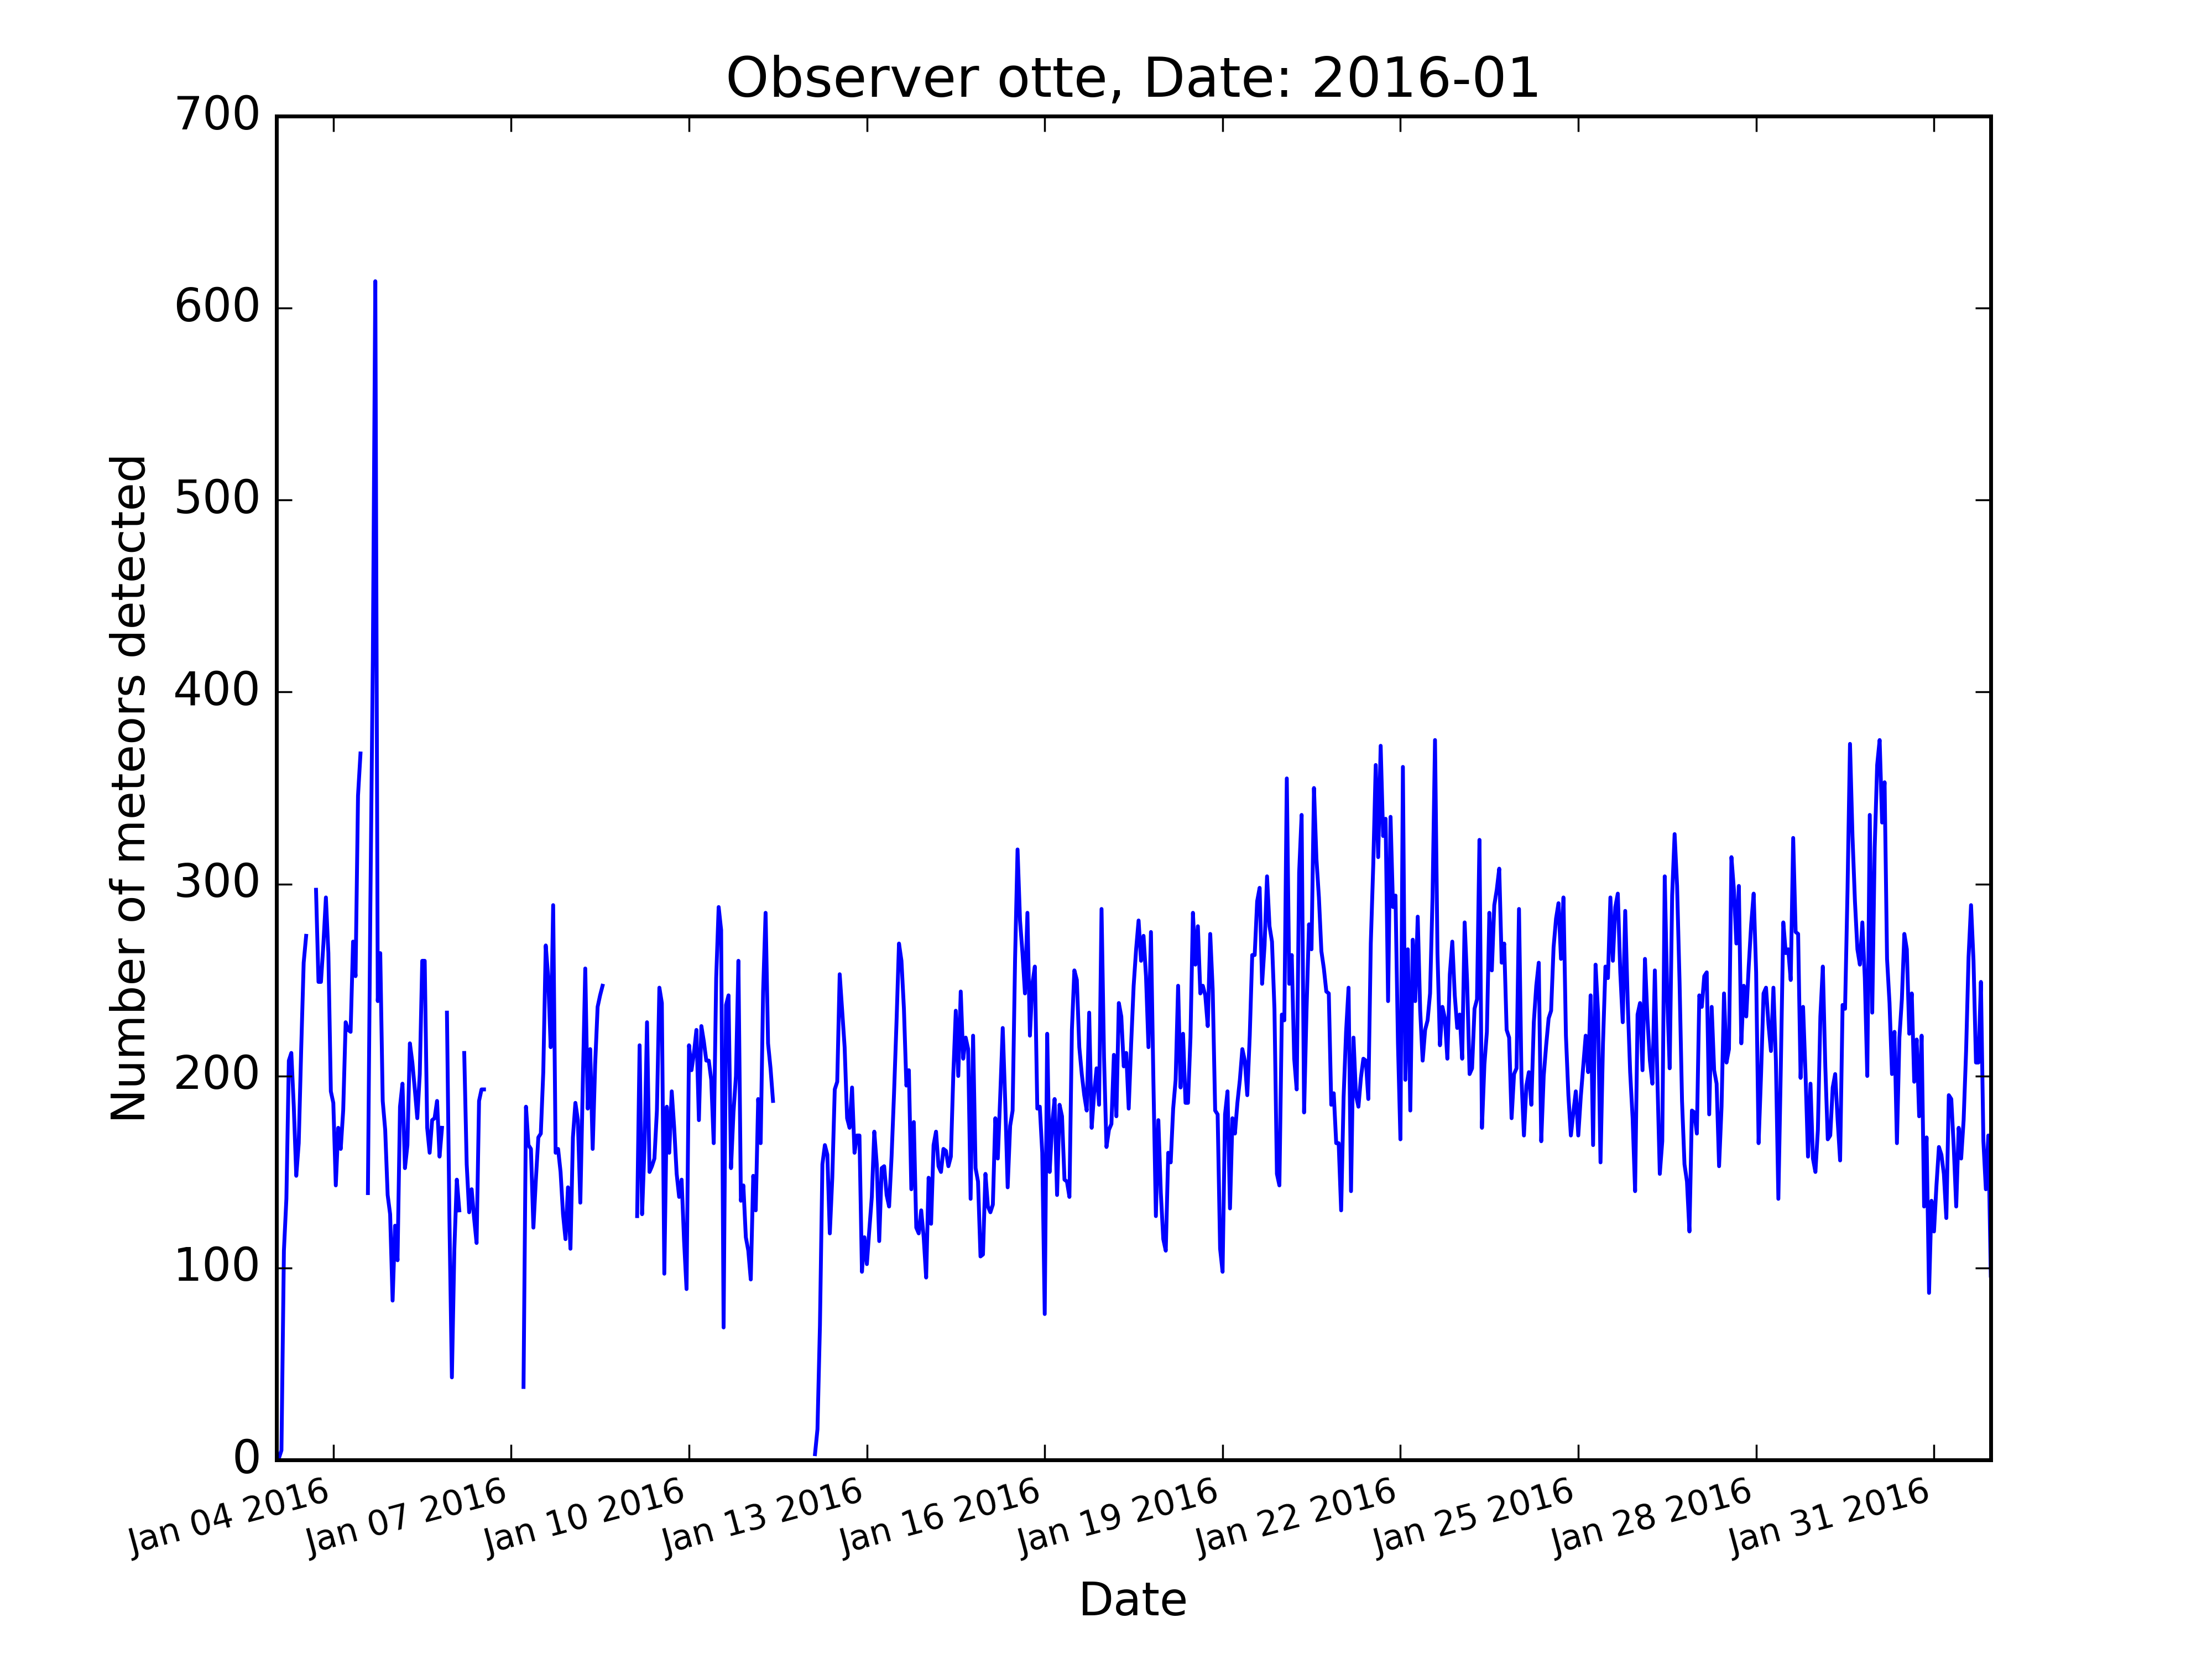 Observer otte, Date: 2016-01
700
600
500
400
300
200
100
0
Number of meteors detected
Jan 04 2016
Jan 07 2016
Jan 10 2016
Jan 13 2016
Jan 16 2016
Jan 19 2016
Jan 22 2016
Jan 25 2016
Jan 28 2016
Jan 31 2016
Date